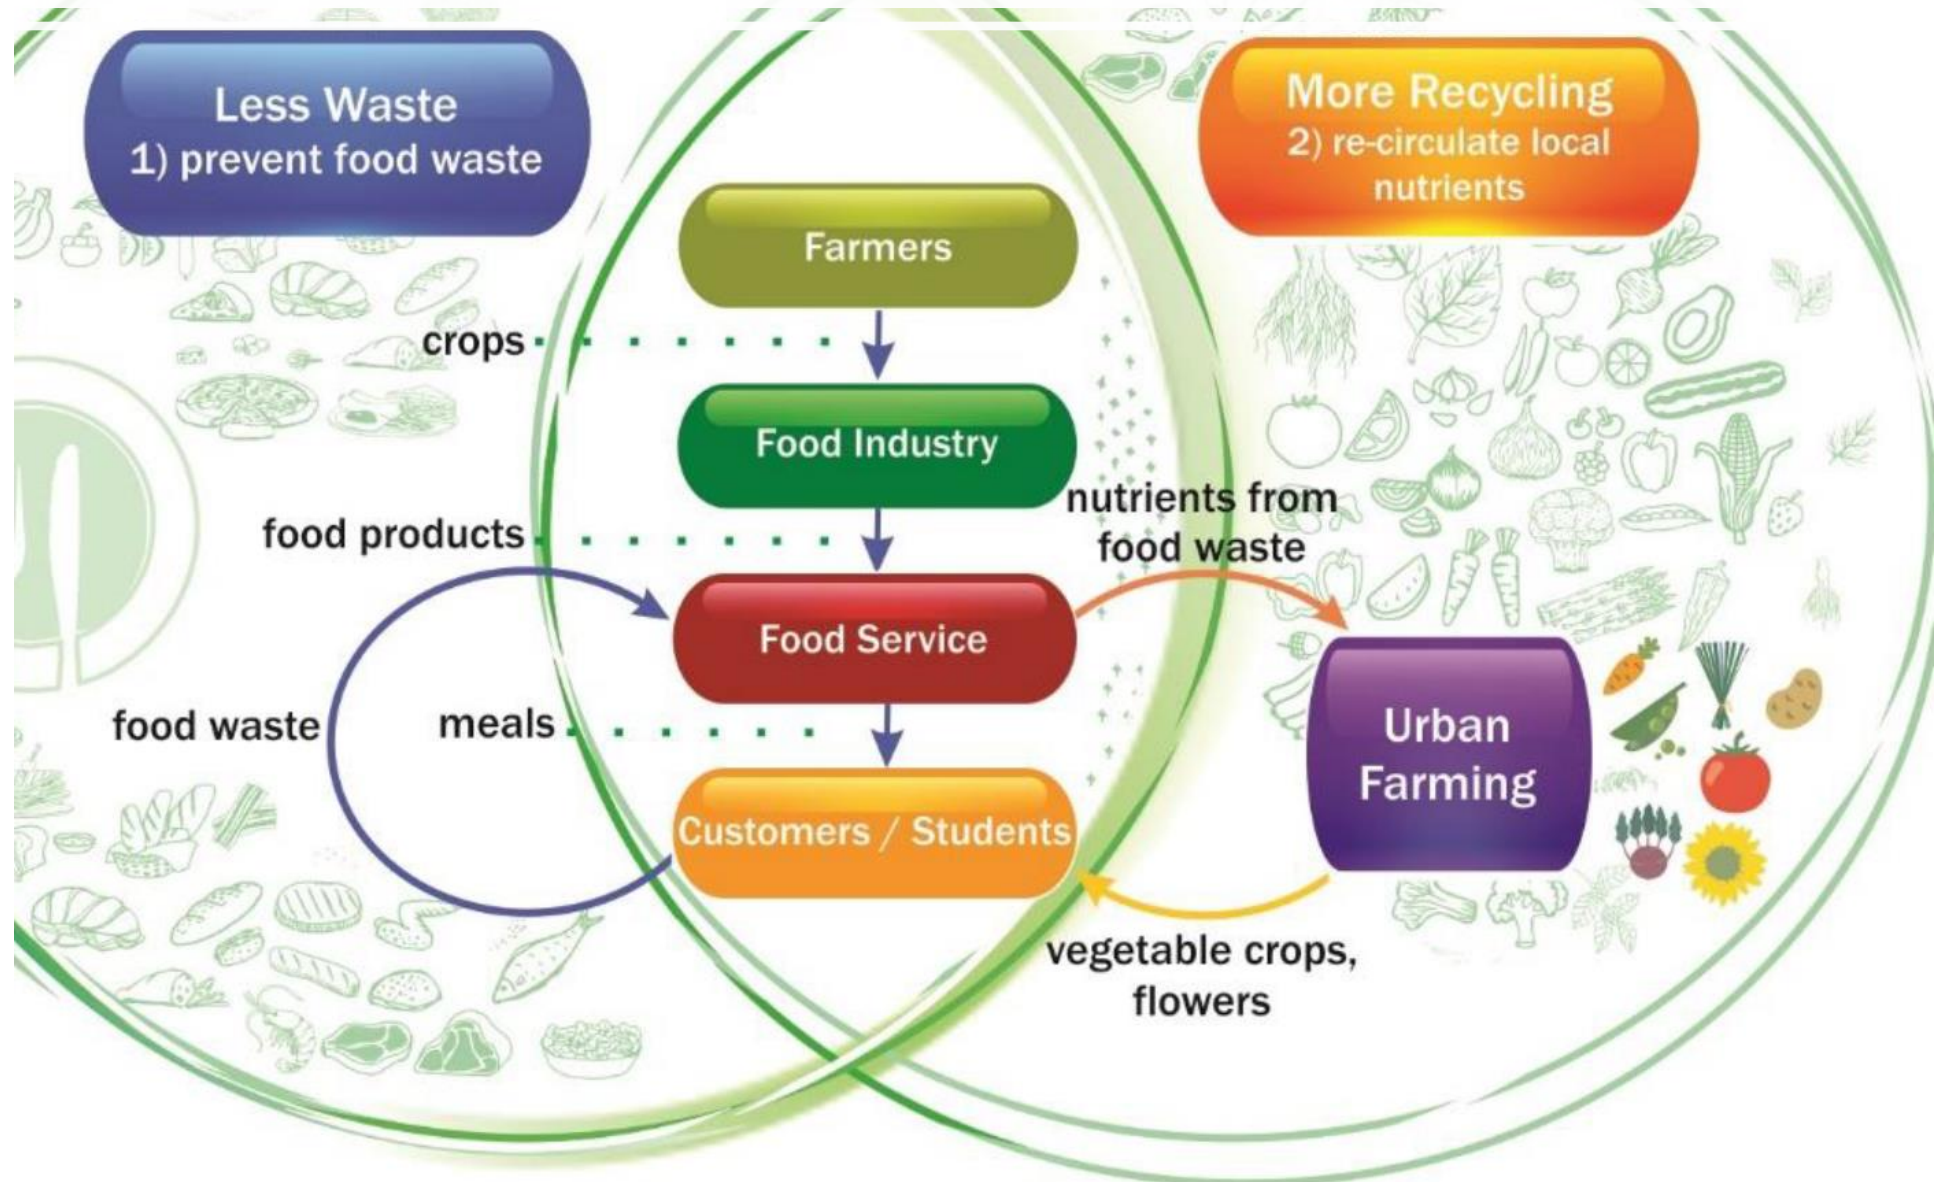 Less Waste
1) prevent food waste
More Recycling
2) re-circulate local
nutrients
Farmers
crops
Food Industry
nutrients from
food waste
food products
Food Service
food waste
meals
Urban
Farming
Customers / Students
vegetable crops,
flowers